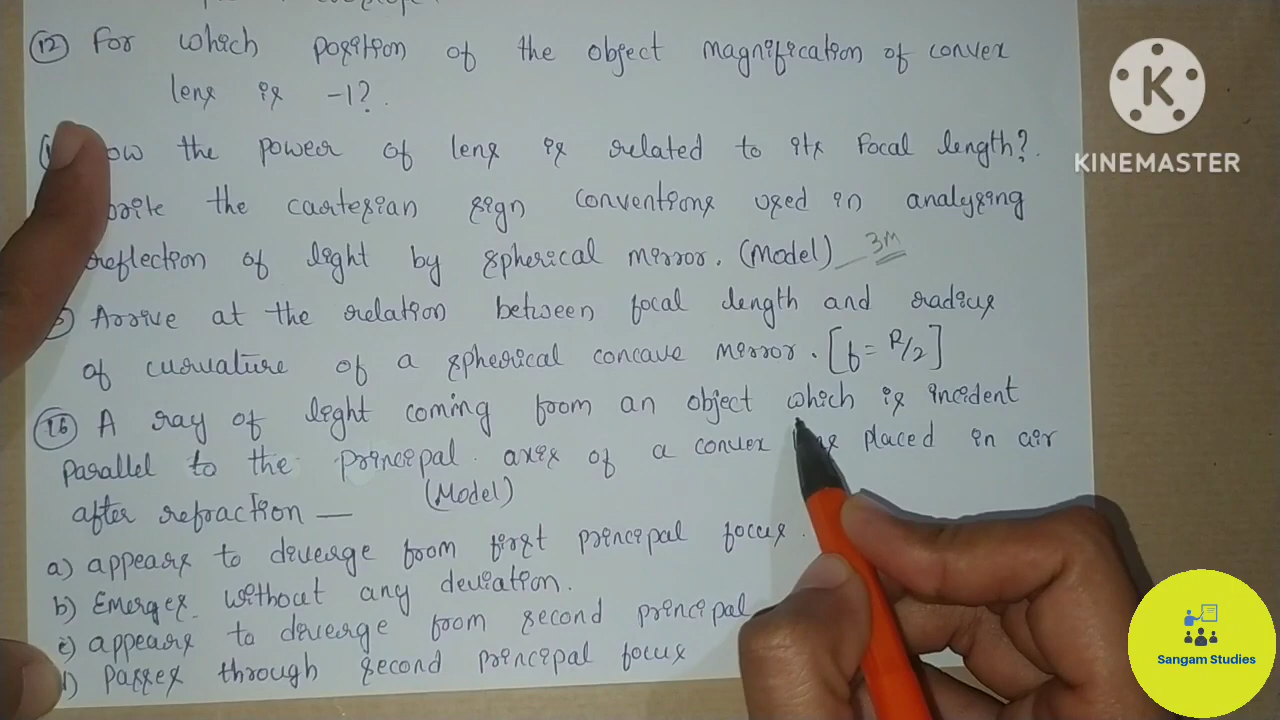 (12) For which position of the object magnification of convex
lens is -1?
the power of lens is related to its Focal length?
the cartesian sign conventions used in analysing
reflection of light by spherical mirror. (Model) 3M
Arrive at the relation between focal length and radius
of curvature of a spherical concave mirror. [f = R/2]
(16) A ray of light coming from an object which is incident
parallel to the principal axis of a convex placed in air
after refraction —
(Model)
a) appears to diverge from first principal focus.
b) Emerges without any deviation.
c) appears to diverge from second principal
d) Passes through second principal focus
KINEMASTER
Sangam Studies